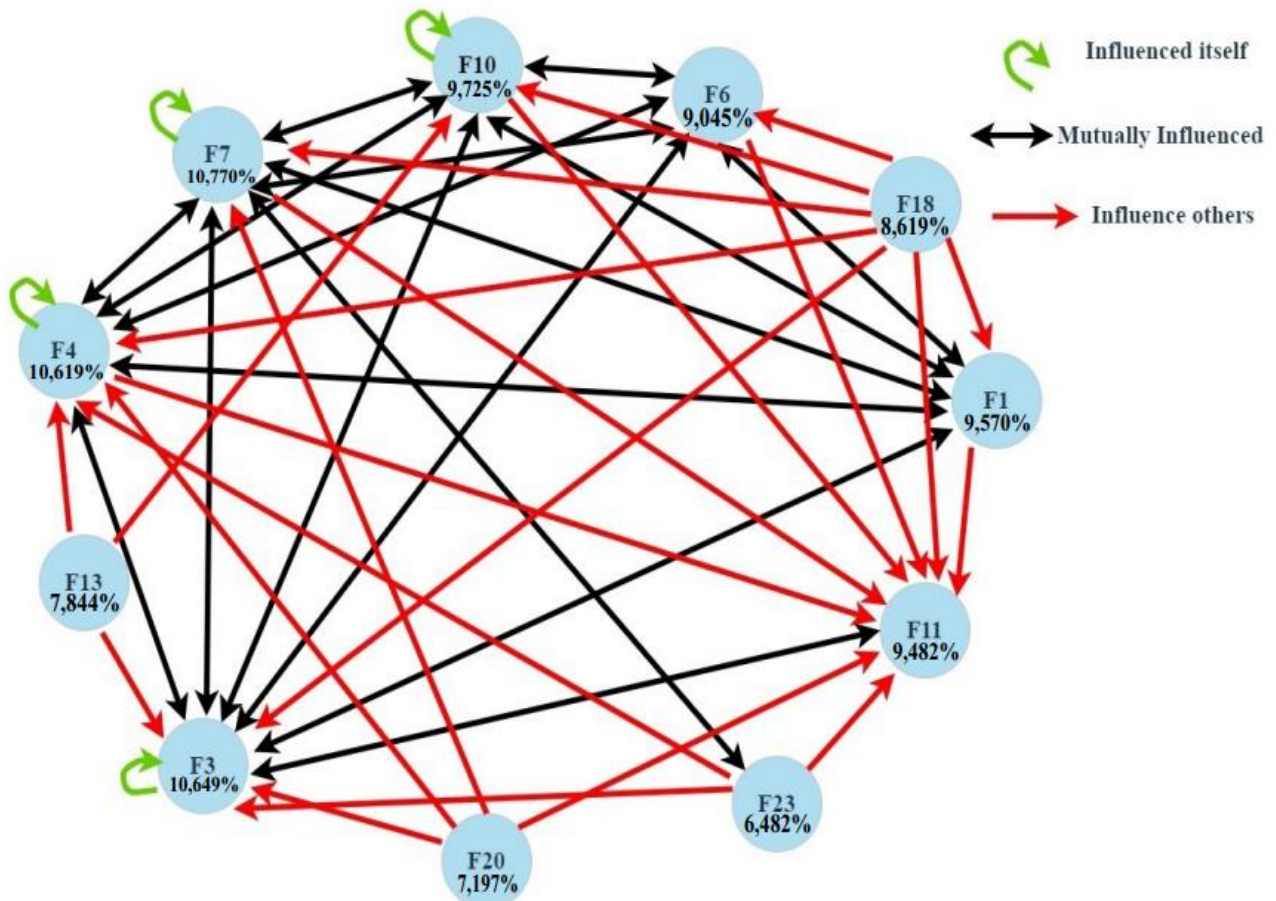 F10
9,725%
F6
9,045%
Influenced itself
Mutually Influenced
F7
10,770%
F18
8,619%
Influence others
F4
10,619%
F1
9,570%
F13
7,844%
F11
9,482%
F3
10,649%
F23
6,482%
F20
7,197%